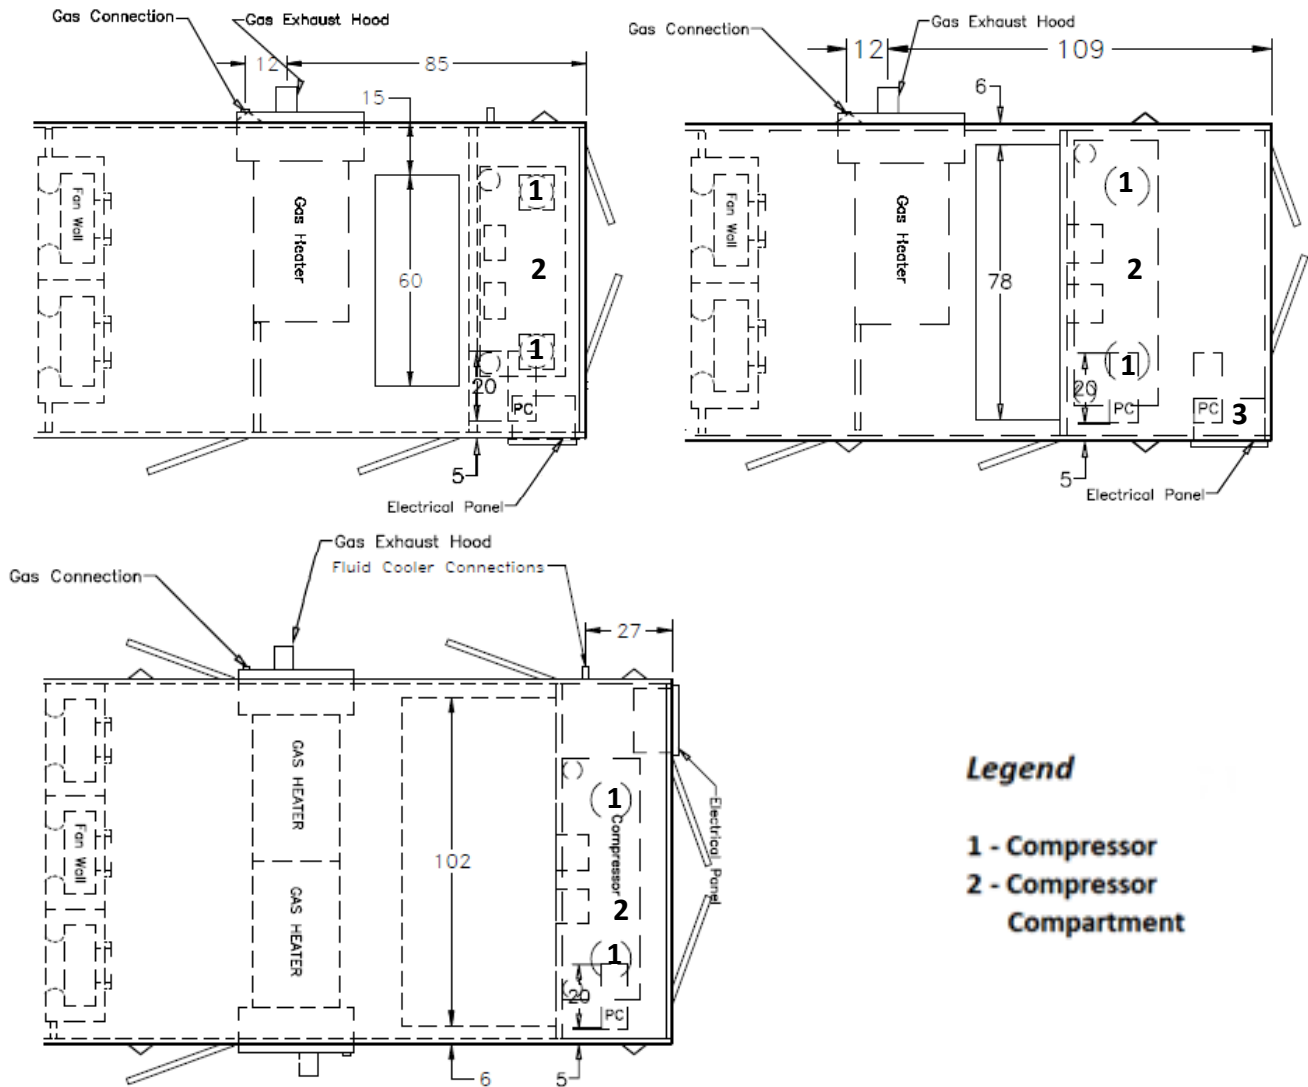 Gas Connection
Gas Exhaust Hood
12
85
15
Fan Wall
Gas Heater
60
1
2
1
20
PC
5
Electrical Panel
Gas Connection
Gas Exhaust Hood
12
109
6
Fan Wall
Gas Heater
78
1
2
1
20
PC
PC
3
5
Electrical Panel
Gas Exhaust Hood
Fluid Cooler Connections
Gas Connection
27
GAS HEATER
Fan Wall
GAS HEATER
102
1
Compressor
2
1
20
PC
Electrical Panel
6
5
Legend
1 - Compressor
2 - Compressor
Compartment